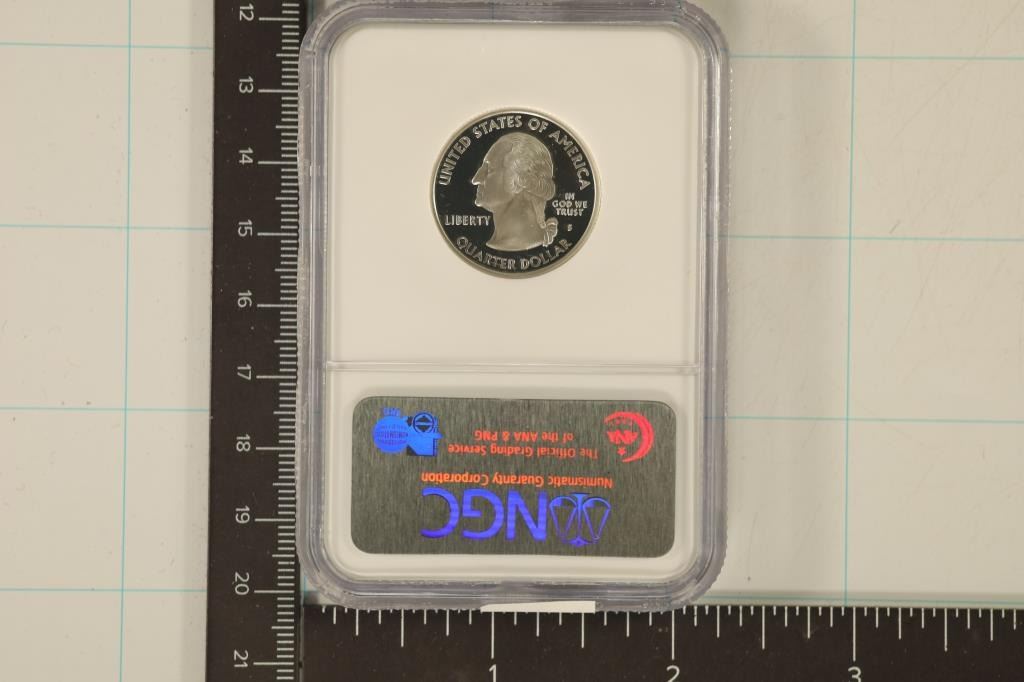 12
13
14
15
16
17
18
19
20
21
UNITED STATES OF AMERICA
LIBERTY
IN
GOD WE
TRUST
S
QUARTER DOLLAR
NGC
Numismatic Guaranty Corporation
The Official Grading Service
of the ANA & PNG
ANA
1
2
3